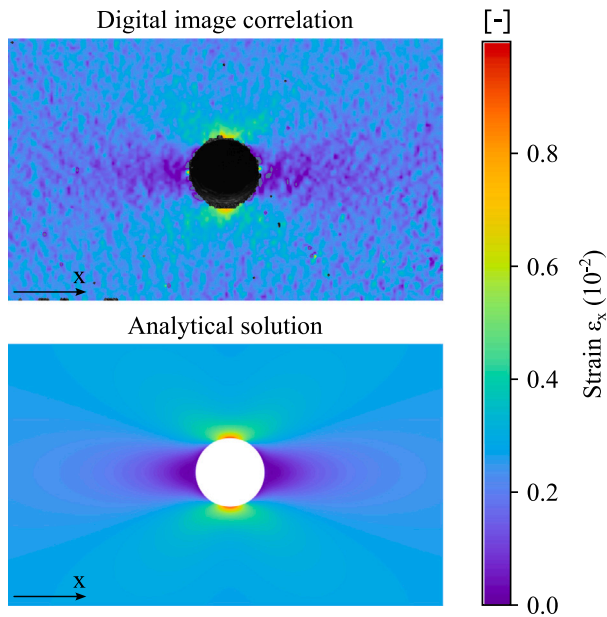 Digital image correlation
[-]
x
Analytical solution
x
0.8
0.6
0.4
0.2
0.0
Strain εₓ (10⁻²)